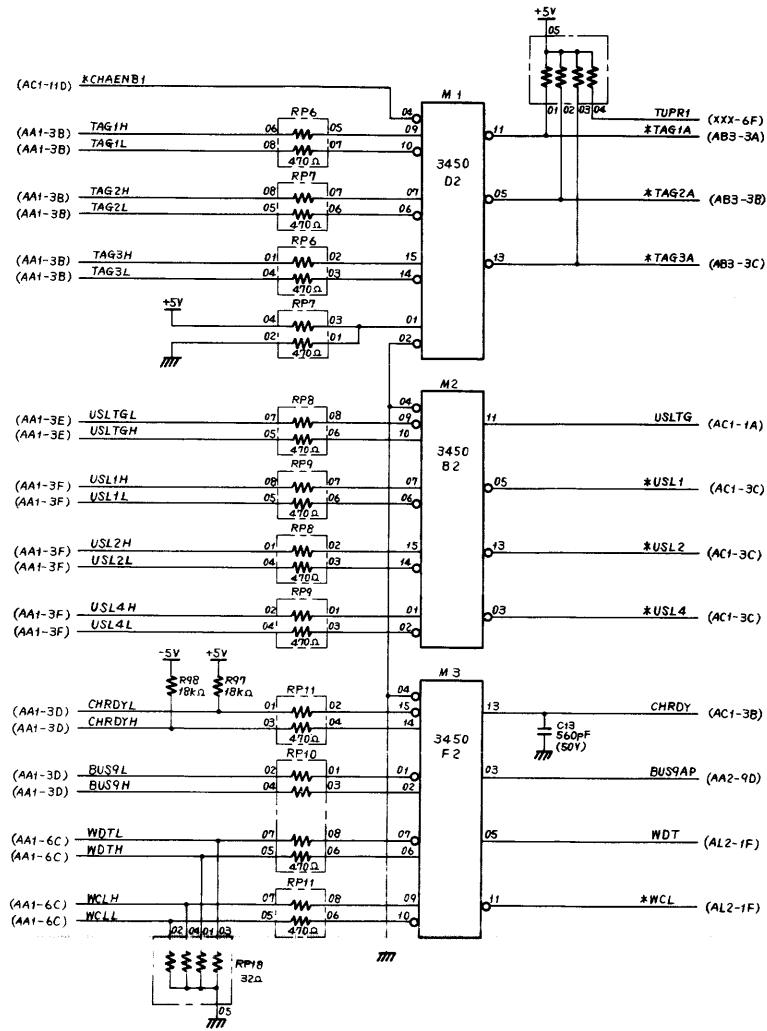 +5V
05
(AC1-11D) *CHAENB1
M1
04
01 02 03 04
TUPR1 (XXX-6F)
RP6
(AA1-3B) TAG1H 06 05 09 11 *TAG1A (AB3-3A)
(AA1-3B) TAG1L 08 07 10
470Ω
3450
D2
RP7
(AA1-3B) TAG2H 08 07 07 05 *TAG2A (AB3-3B)
(AA1-3B) TAG2L 05 06 06
470Ω
RP6
(AA1-3B) TAG3H 01 02 15 13 *TAG3A (AB3-3C)
(AA1-3B) TAG3L 04 03 14
470Ω
+5V
RP7
04 03 01
02 01 02
470Ω
M2
RP8
04
(AA1-3E) USLTGL 07 08 09 11 USLTG (AC1-1A)
(AA1-3E) USLTGH 05 06 10
470Ω
3450
B2
RP9
(AA1-3F) USL1H 08 07 07 05 *USL1 (AC1-3C)
(AA1-3F) USL1L 05 06 06
470Ω
RP8
(AA1-3F) USL2H 01 02 15 13 *USL2 (AC1-3C)
(AA1-3F) USL2L 04 03 14
470Ω
RP9
(AA1-3F) USL4H 02 01 01 03 *USL4 (AC1-3C)
(AA1-3F) USL4L 04 03 02
470Ω
-5V +5V
R98 R97
18kΩ 18kΩ
M3
RP11
04
(AA1-3D) CHRDYL 01 02 15 13 CHRDY (AC1-3B)
(AA1-3D) CHRDYH 03 04 14
470Ω
C13
560pF
(50V)
3450
F2
RP10
(AA1-3D) BUS9L 02 01 01 03 BUS9AP (AA2-9D)
(AA1-3D) BUS9H 04 03 02
(AA1-6C) WDTL 07 08 07 05 WDT (AL2-1F)
(AA1-6C) WDTH 05 06 06
470Ω
RP11
(AA1-6C) WCLH 07 08 09 11 *WCL (AL2-1F)
(AA1-6C) WCLL 05 06 10
470Ω
02 04 01 03
RP18
32Ω
05